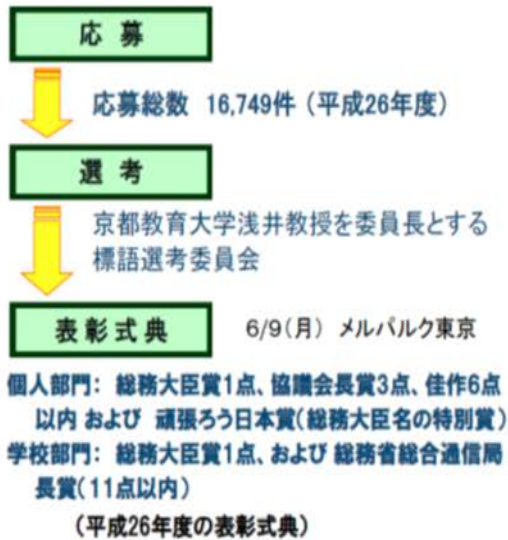 応 募
応募総数 16,749件 (平成26年度)
選 考
京都教育大学浅井教授を委員長とする
標語選考委員会
表 彰 式 典
6/9(月) メルパルク東京
個人部門: 総務大臣賞1点、協議会長賞3点、佳作6点
以内 および 頑張ろう日本賞(総務大臣名の特別賞)
学校部門: 総務大臣賞1点、および 総務省総合通信局
長賞(11点以内)
(平成26年度の表彰式典)